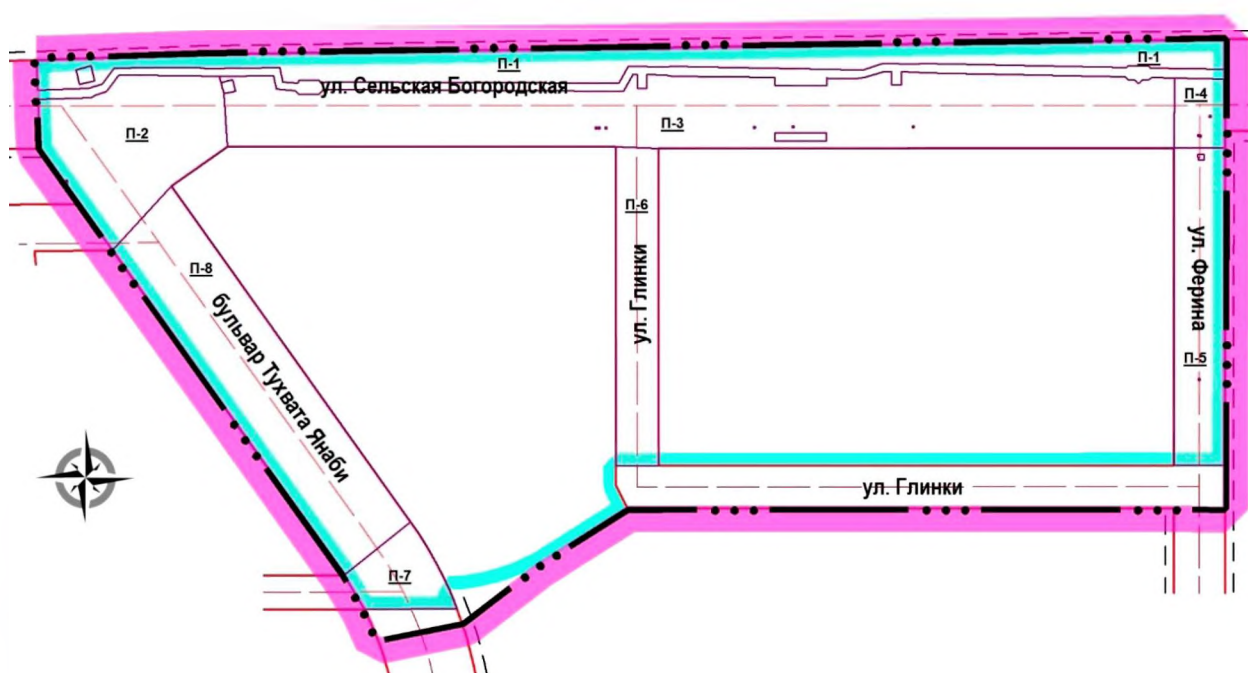 П-1
П-1
ул. Сельская Богородская
П-4
П-2
П-3
П-6
П-8
ул. Глинки
ул. Ферина
бульвар Тухвата Янаби
П-5
ул. Глинки
П-7